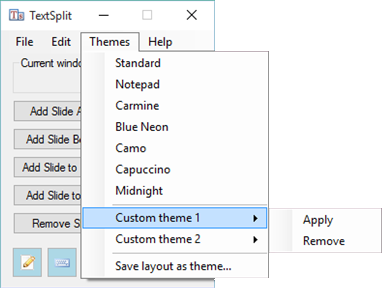 TextSplit
File Edit Themes Help
Current windo
Standard
Notepad
Add Slide A
Carmine
Blue Neon
Add Slide Be
Camo
Add Slide to
Capuccino
Midnight
Add Slide to
Remove S
Custom theme 1
Apply
Custom theme 2
Remove
Save layout as theme...